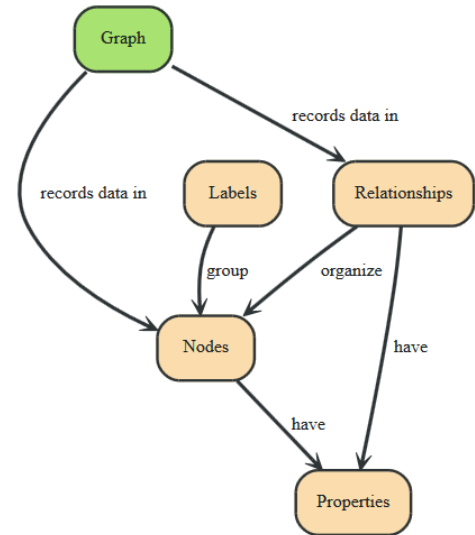 Graph
records data in
records data in
Labels
Relationships
group
organize
Nodes
have
have
Properties